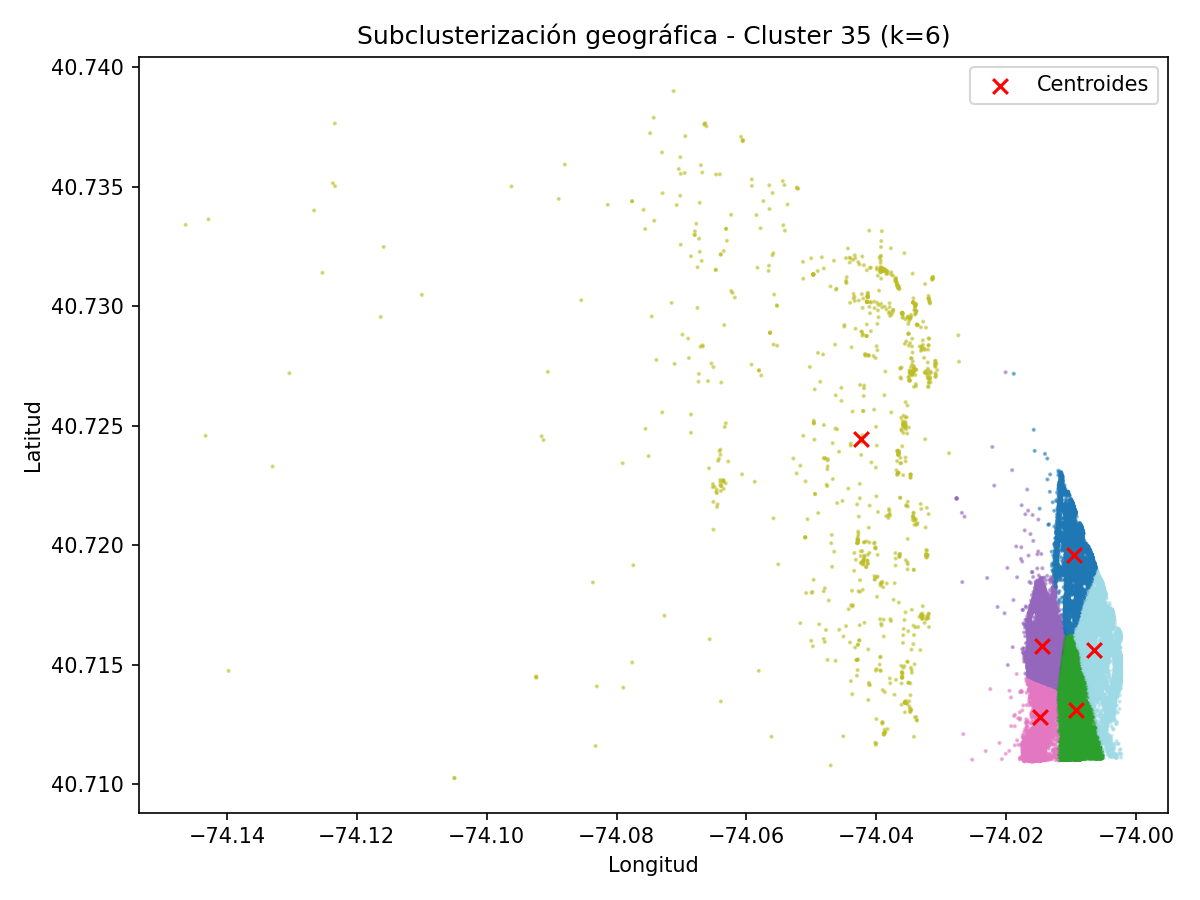 Subclusterización geográfica - Cluster 35 (k=6)
Centroides
40.740
40.735
40.730
40.725
40.720
40.715
40.710
Latitud
−74.14 −74.12 −74.10 −74.08 −74.06 −74.04 −74.02 −74.00
Longitud